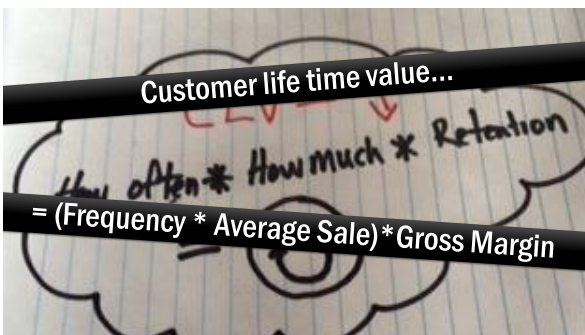 Customer life time value...
CLV =
How often * How much * Retention
= (Frequency * Average Sale)*Gross Margin
=